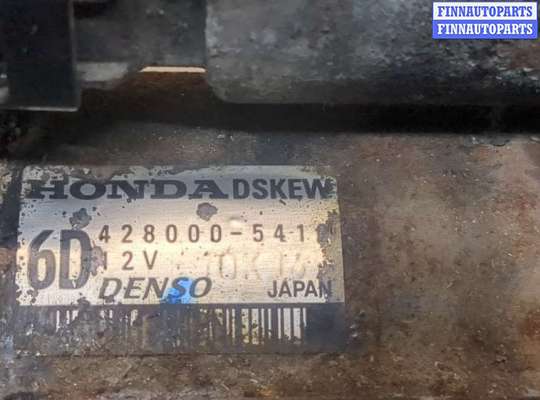 FINNAUTOPARTS
FINNAUTOPARTS
HONDA DSKEW
6D
428000-541
12V
DENSO JAPAN